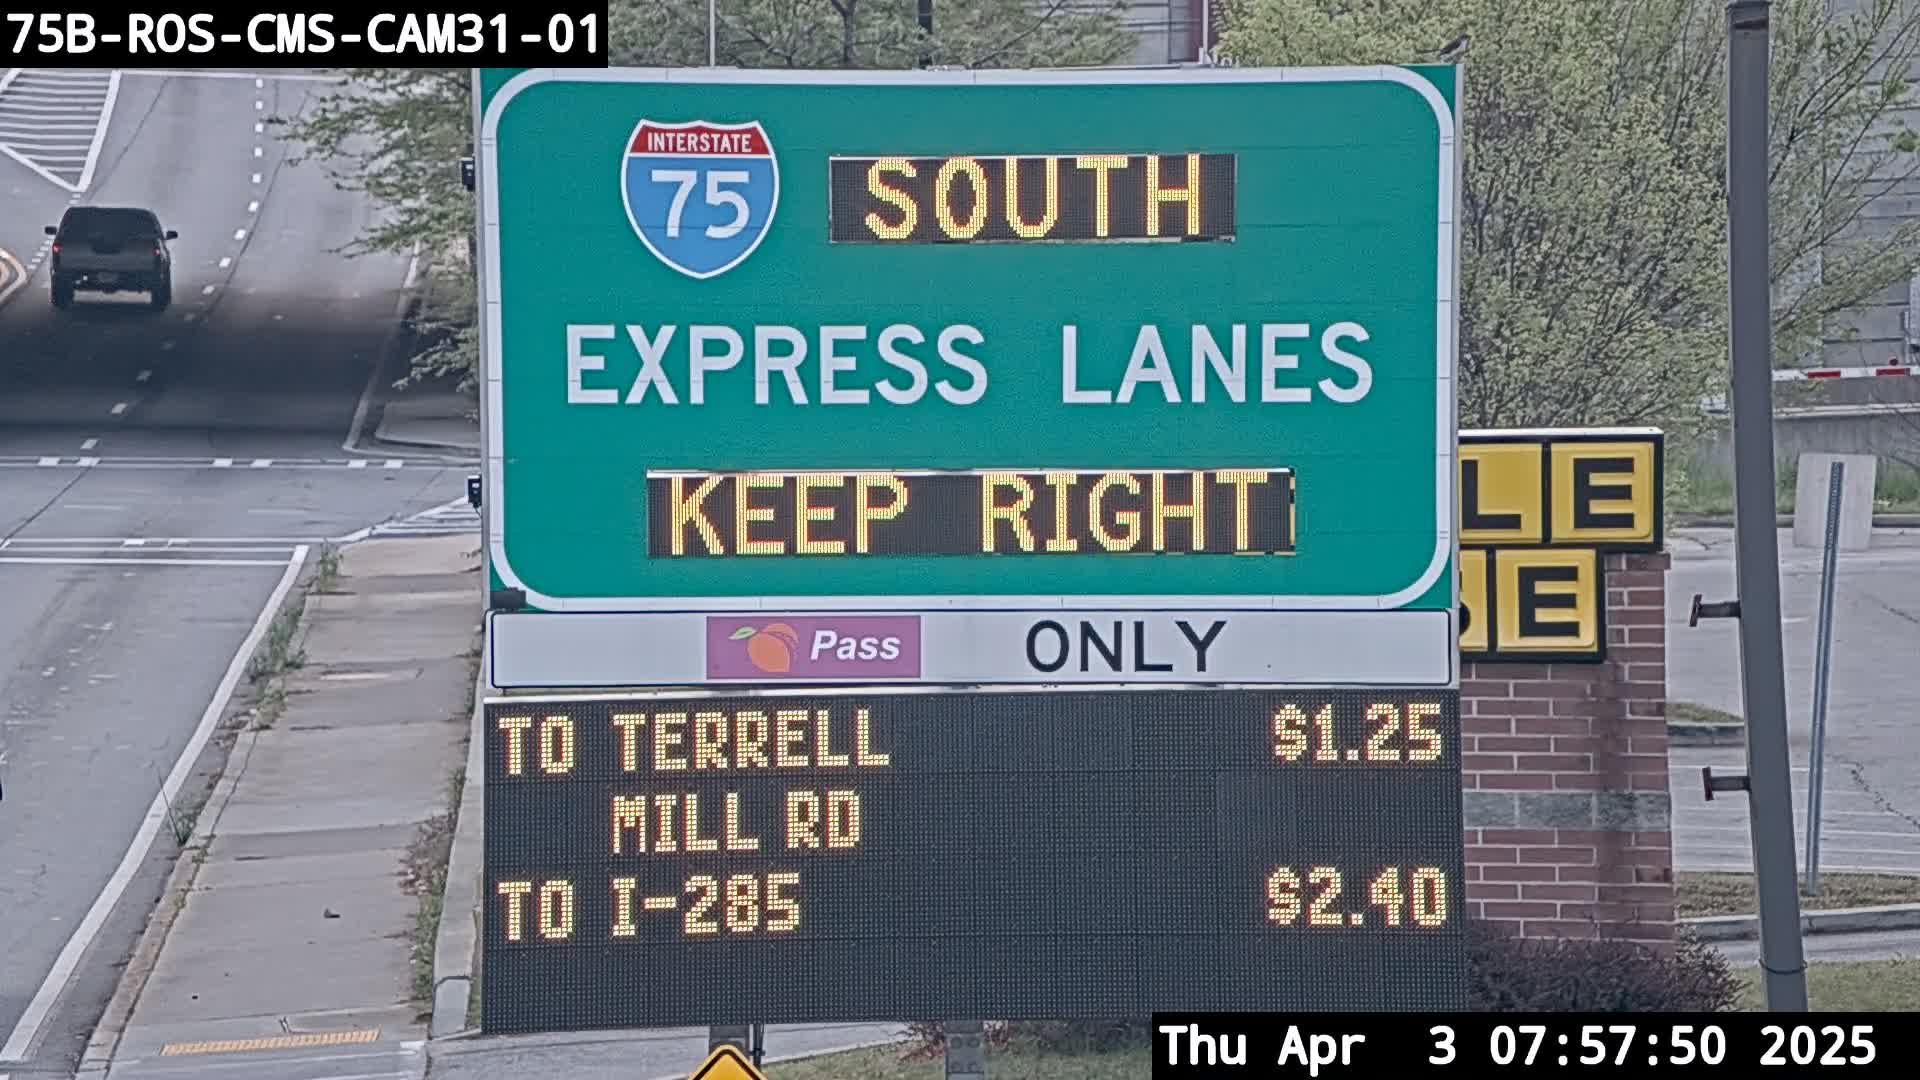 75B-ROS-CMS-CAM31-01
INTERSTATE
75
SOUTH
EXPRESS LANES
KEEP RIGHT
Pass ONLY
TO TERRELL $1.25
MILL RD
TO I-285 $2.40
LE
E
Thu Apr 3 07:57:50 2025